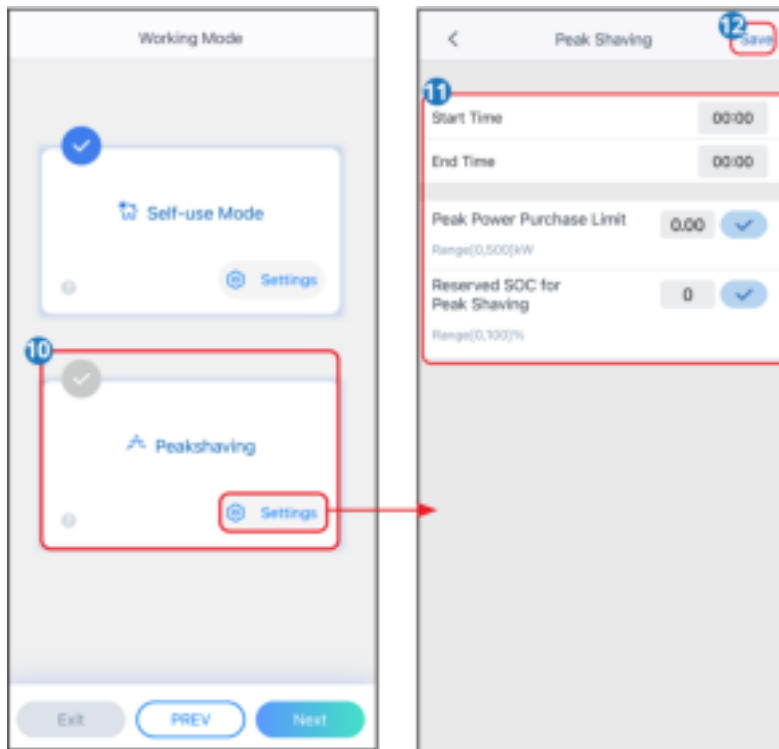 Working Mode
Self-use Mode
Settings
10
Peakshaving
Settings
Exit
PREV
Next
Peak Shaving
12
Save
11
Start Time
00:00
End Time
00:00
Peak Power Purchase Limit
0.00
Range[0,500]kW
Reserved SOC for
Peak Shaving
0
Range[0,100]%